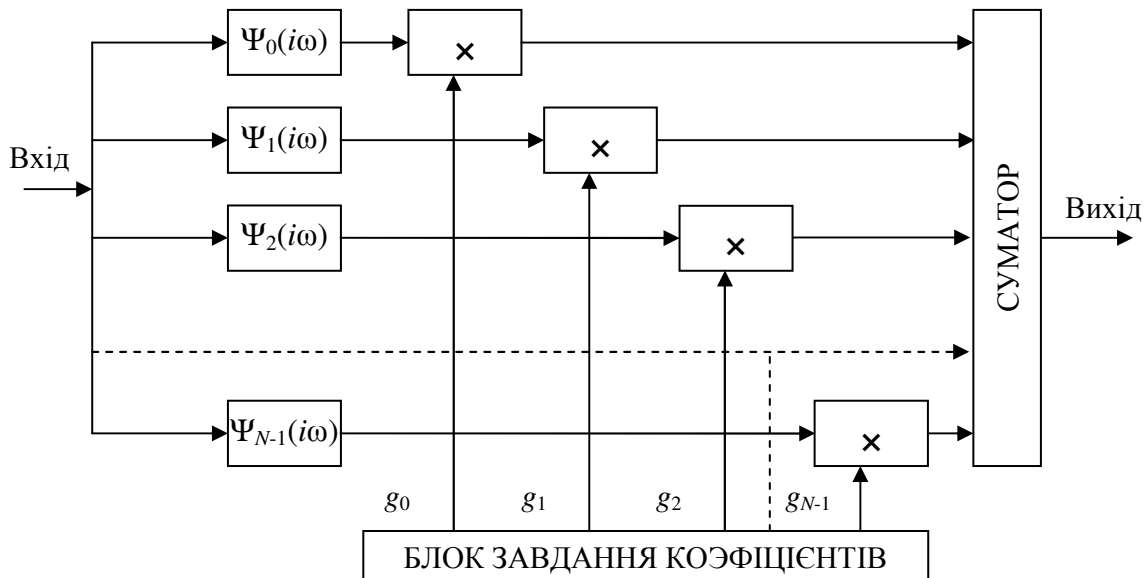 Ψ0(iω)
×
Ψ1(iω)
×
Вхід
Ψ2(iω)
×
Вихід
СУМАТОР
ΨN-1(iω)
×
g0 g1 g2 gN-1
БЛОК ЗАВДАННЯ КОЭФІЦІЄНТІВ